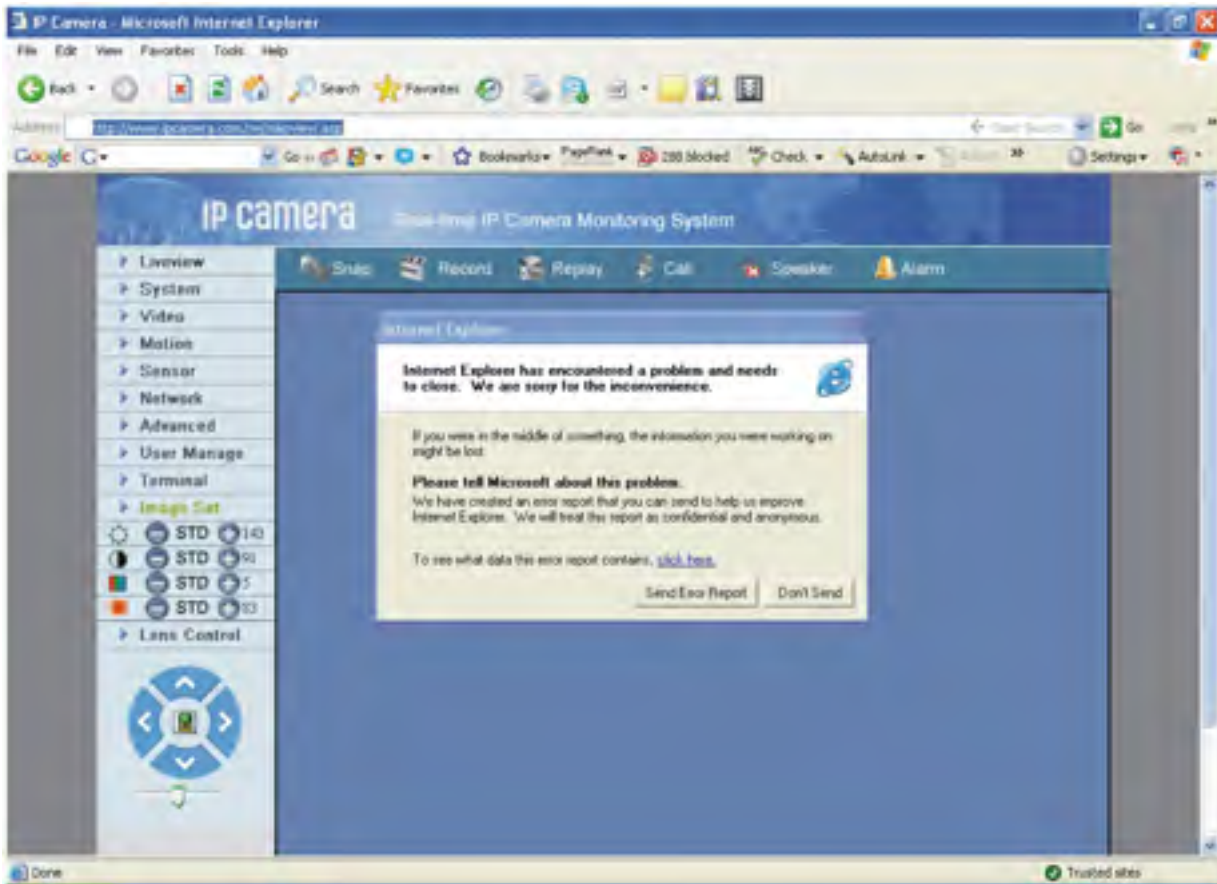 IP Camera - Microsoft Internet Explorer
File Edit View Favorites Tools Help
Back Search Favorites
Address Go
Google Go Bookmarks PageRank 288 blocked Check AutoLink Settings
IP camera
Real-time IP Camera Monitoring System
Snap Record Replay Call Speaker Alarm
Liveview
System
Video
Motion
Sensor
Network
Advanced
User Manage
Terminal
Image Set
STD
STD
STD 5
STD
Lens Control
Internet Explorer
Internet Explorer has encountered a problem and needs
to close. We are sorry for the inconvenience.
If you were in the middle of something, the information you were working on
might be lost.
Please tell Microsoft about this problem.
We have created an error report that you can send to help us improve
Internet Explorer. We will treat this report as confidential and anonymous.
To see what data this error report contains, click here.
Send Error Report Don't Send
Done Trusted sites